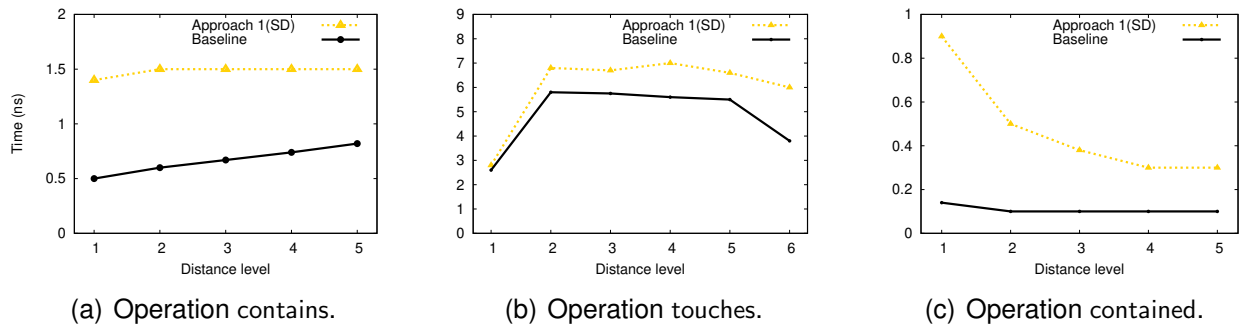 2
1.5
1
0.5
0
Time (ns)
1 2 3 4 5
Distance level
Approach 1(SD)
Baseline
(a) Operation contains.
9
8
7
6
5
4
3
2
1
0
1 2 3 4 5 6
Distance level
Approach 1(SD)
Baseline
(b) Operation touches.
1
0.8
0.6
0.4
0.2
0
1 2 3 4 5
Distance level
Approach 1(SD)
Baseline
(c) Operation contained.